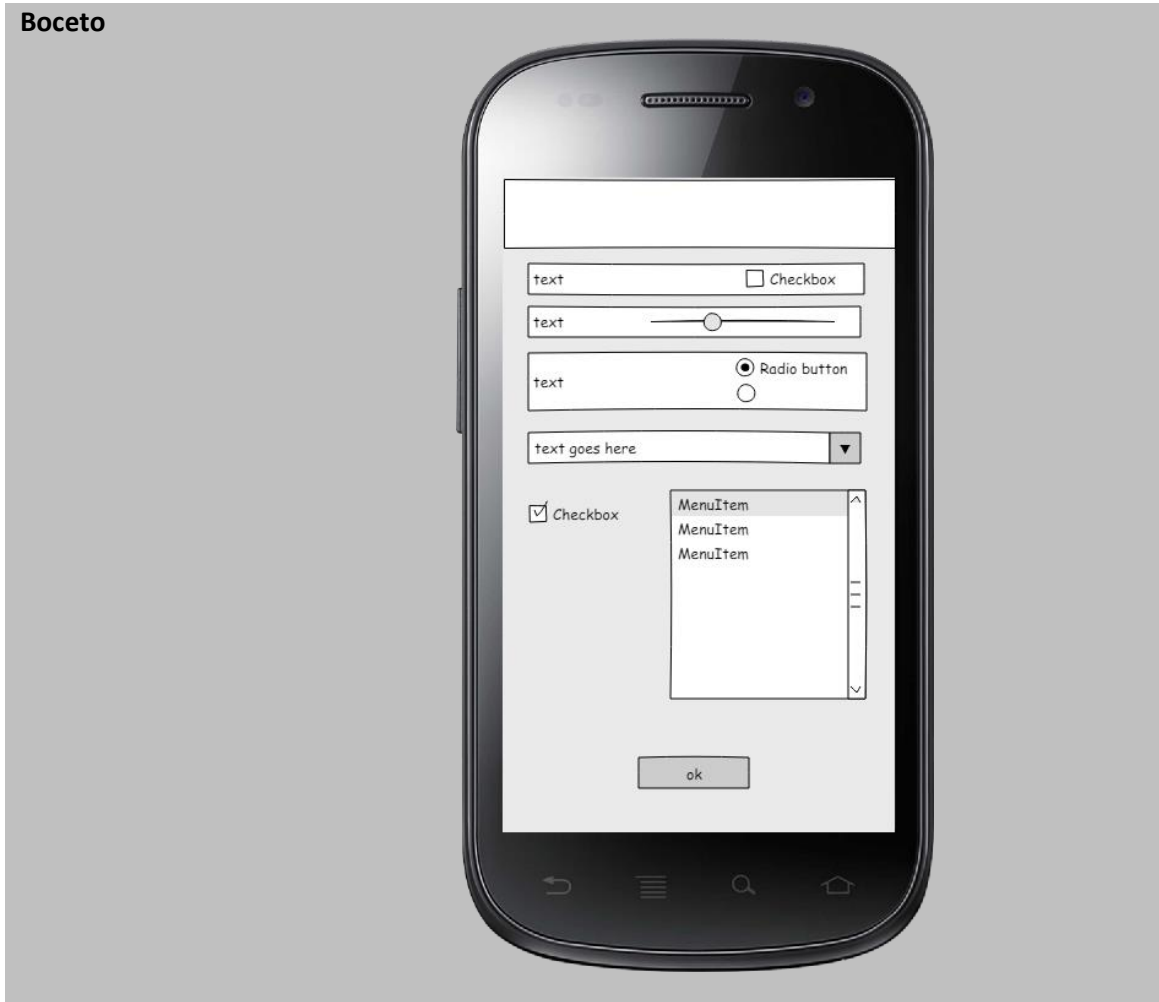 Boceto
text Checkbox
text
text Radio button
text goes here
Checkbox
MenuItem
MenuItem
MenuItem
ok